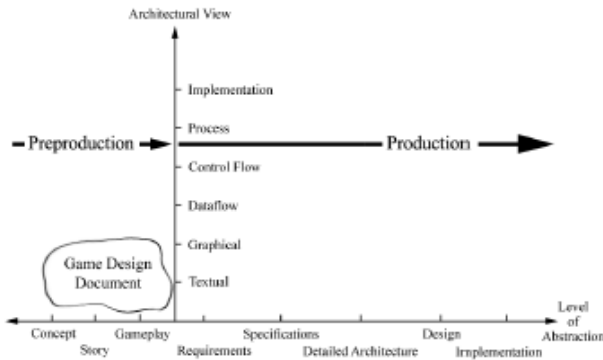 Architectural View
Implementation
Process
Preproduction
Production
Control Flow
Dataflow
Graphical
Game Design
Document
Textual
Level
of
Abstraction
Concept
Gameplay
Specifications
Design
Story
Requirements
Detailed Architecture
Implementation